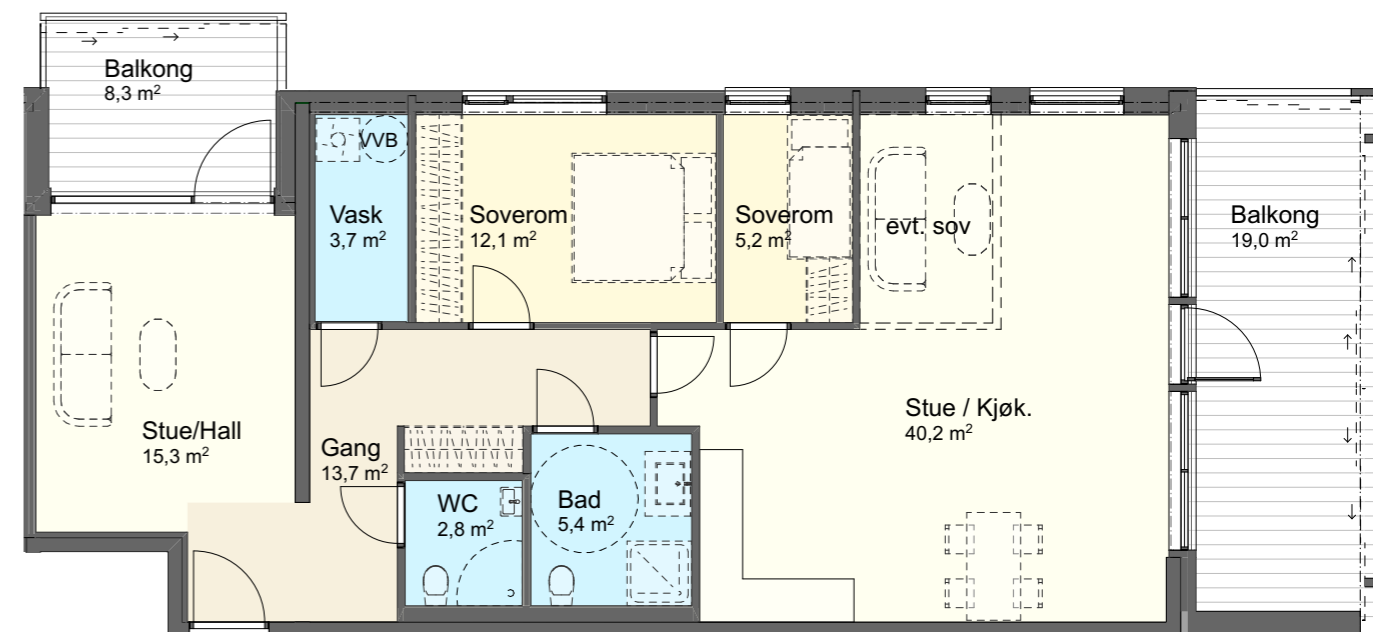 Balkong
8,3 m²
VVB
Vask
3,7 m²
Soverom
12,1 m²
Soverom
5,2 m²
evt. sov
Balkong
19,0 m²
Stue/Hall
15,3 m²
Gang
13,7 m²
Stue / Kjøk.
40,2 m²
WC
2,8 m²
Bad
5,4 m²